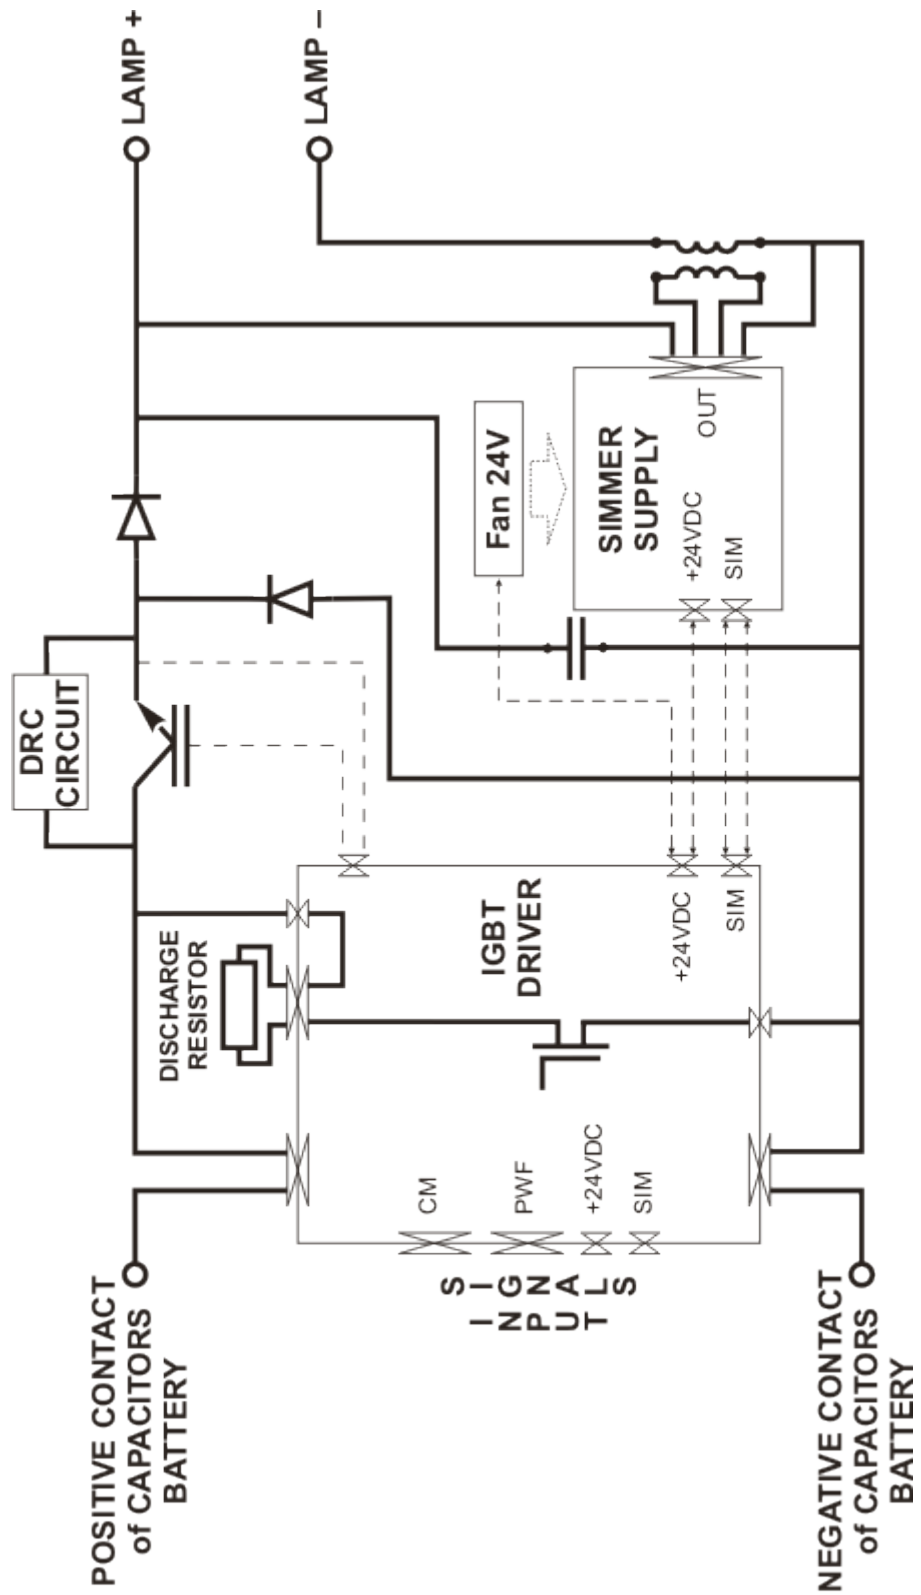 POSITIVE CONTACT
of CAPACITORS
BATTERY
DISCHARGE
RESISTOR
DRC
CIRCUIT
LAMP +
LAMP –
INPUT
SIGNALS
CM
PWF
+24VDC
SIM
IGBT
DRIVER
+24VDC
SIM
Fan 24V
SIMMER
SUPPLY
+24VDC
SIM
OUT
NEGATIVE CONTACT
of CAPACITORS
BATTERY